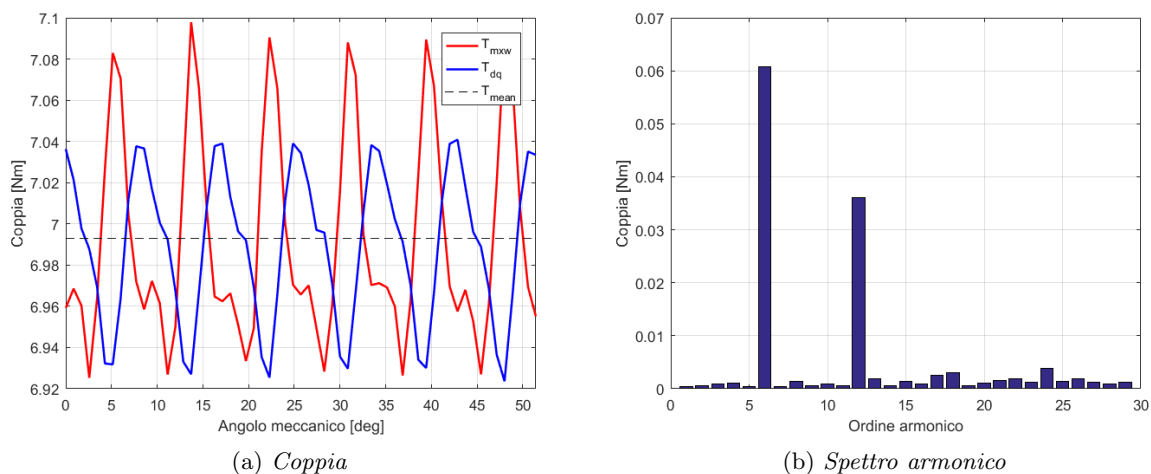 7.1
7.08
7.06
7.04
7.02
7
6.98
6.96
6.94
6.92
Coppia [Nm]
0 5 10 15 20 25 30 35 40 45 50
Angolo meccanico [deg]
T_mxw
T_dq
T_mean
(a) Coppia
0.07
0.06
0.05
0.04
0.03
0.02
0.01
0
Coppia [Nm]
0 5 10 15 20 25 30
Ordine armonico
(b) Spettro armonico